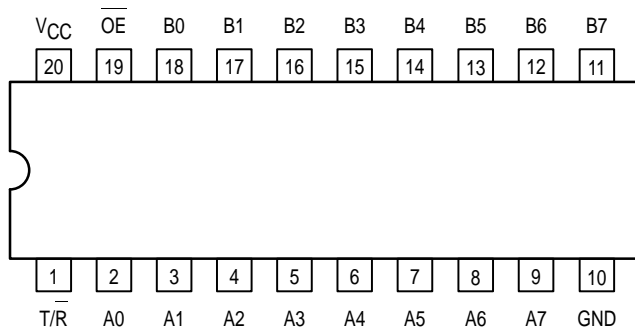 VCC OE B0 B1 B2 B3 B4 B5 B6 B7
20 19 18 17 16 15 14 13 12 11
1 2 3 4 5 6 7 8 9 10
T/R A0 A1 A2 A3 A4 A5 A6 A7 GND